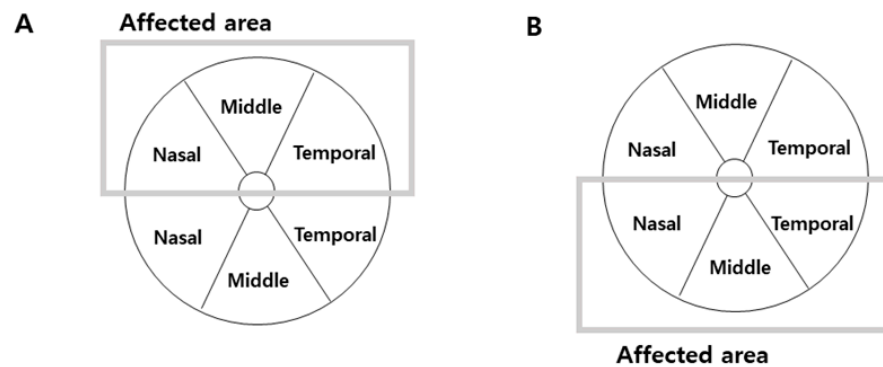 A
Affected area
Middle
Nasal
Temporal
Nasal
Temporal
Middle
B
Middle
Nasal
Temporal
Nasal
Temporal
Middle
Affected area